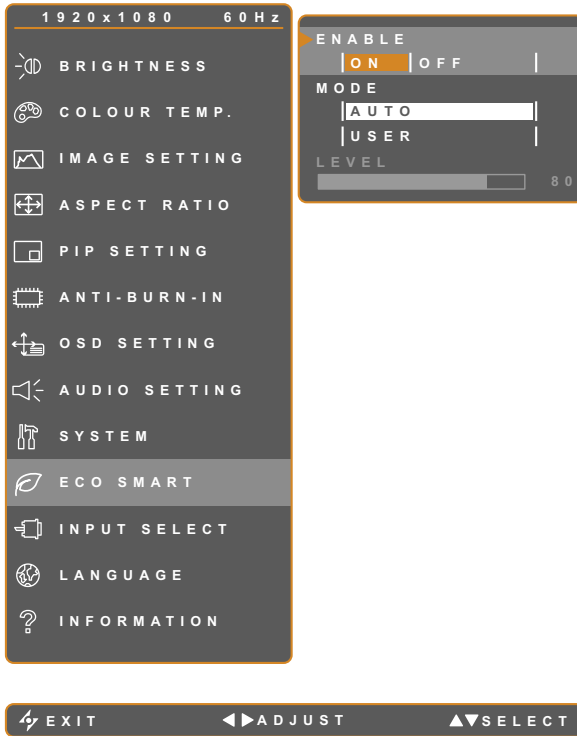 1920x1080 60Hz
BRIGHTNESS
COLOUR TEMP.
IMAGE SETTING
ASPECT RATIO
PIP SETTING
ANTI-BURN-IN
OSD SETTING
AUDIO SETTING
SYSTEM
ECO SMART
INPUT SELECT
LANGUAGE
INFORMATION
ENABLE
ON OFF
MODE
AUTO
USER
LEVEL
80
EXIT ADJUST SELECT